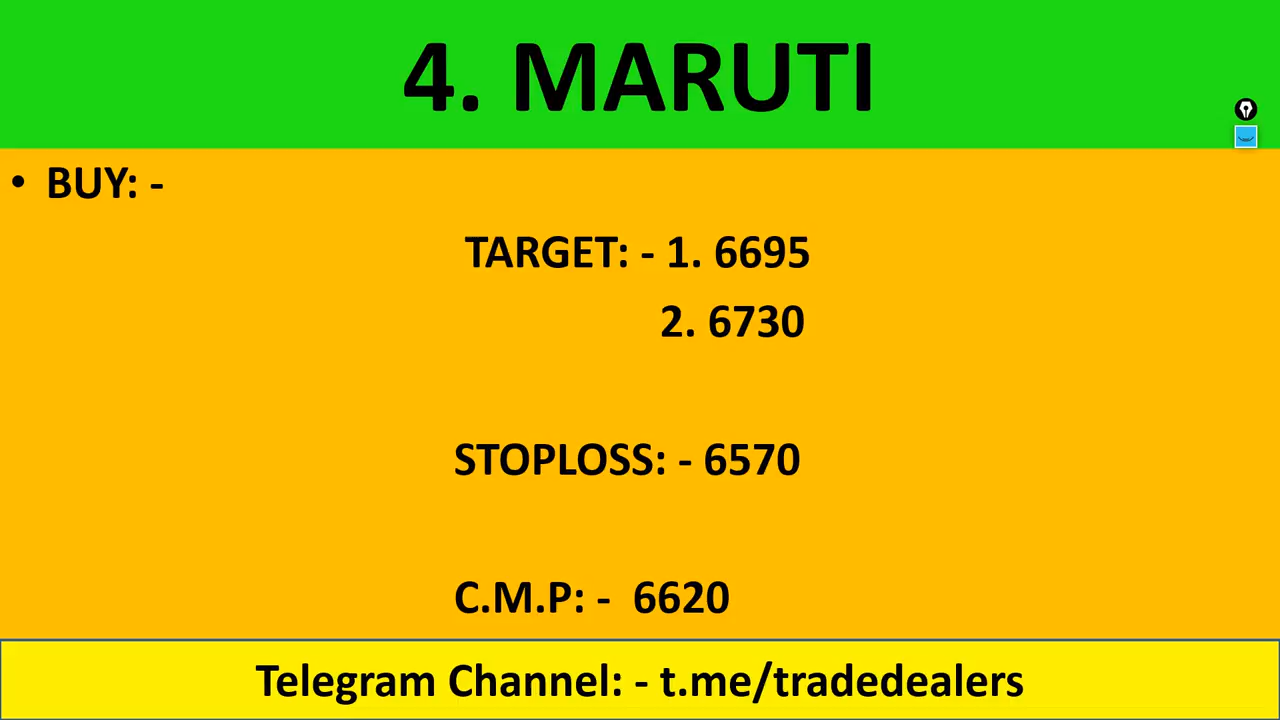 4. MARUTI
• BUY: -
TARGET: - 1. 6695
2. 6730
STOPLOSS: - 6570
C.M.P: - 6620
Telegram Channel: - t.me/tradedealers